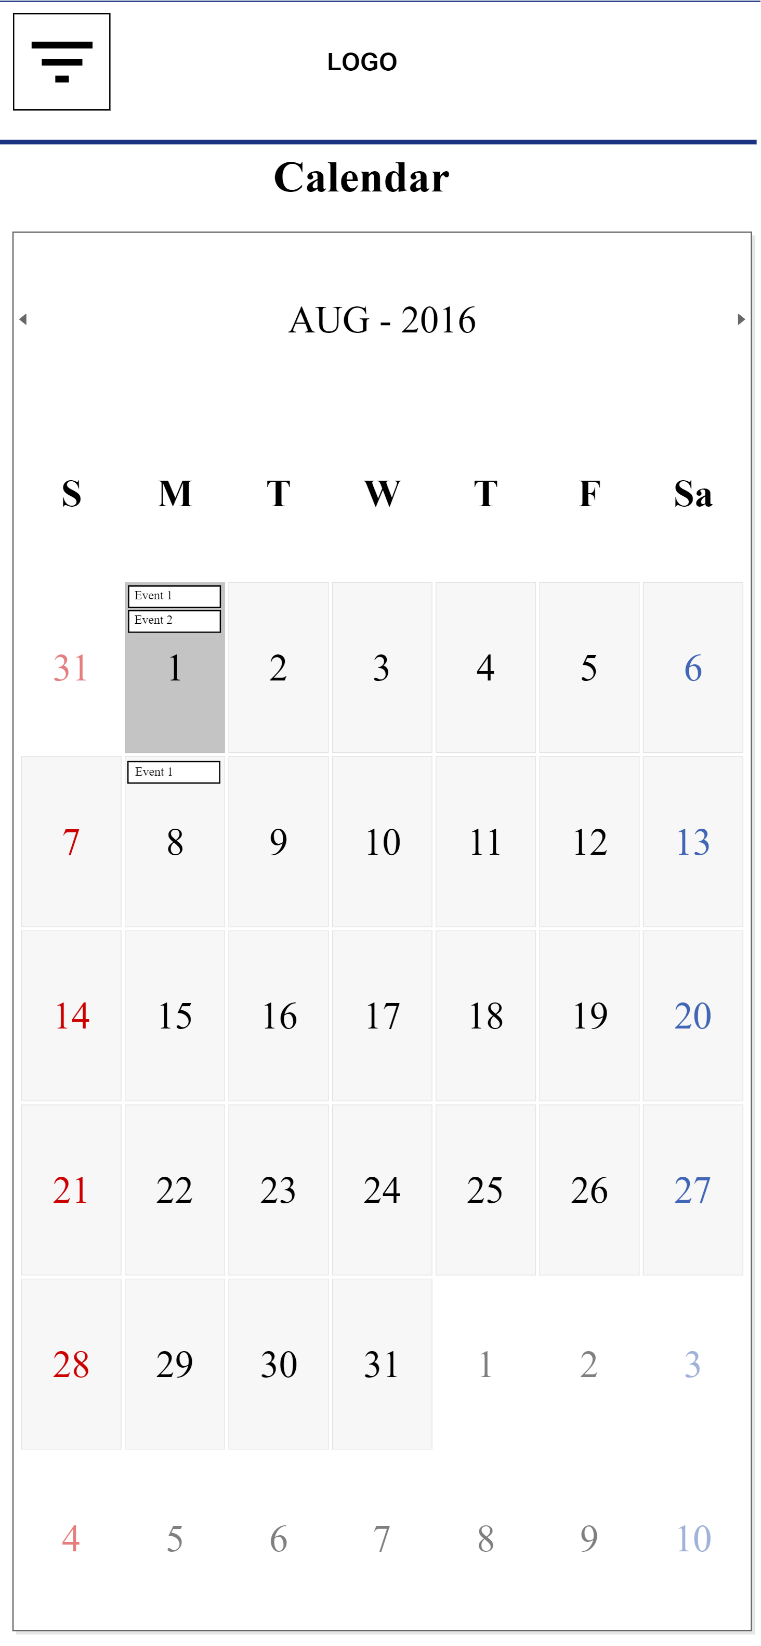 LOGO
Calendar
AUG - 2016
S M T W T F Sa
Event 1
Event 2
31 1 2 3 4 5 6
Event 1
7 8 9 10 11 12 13
14 15 16 17 18 19 20
21 22 23 24 25 26 27
28 29 30 31 1 2 3
4 5 6 7 8 9 10